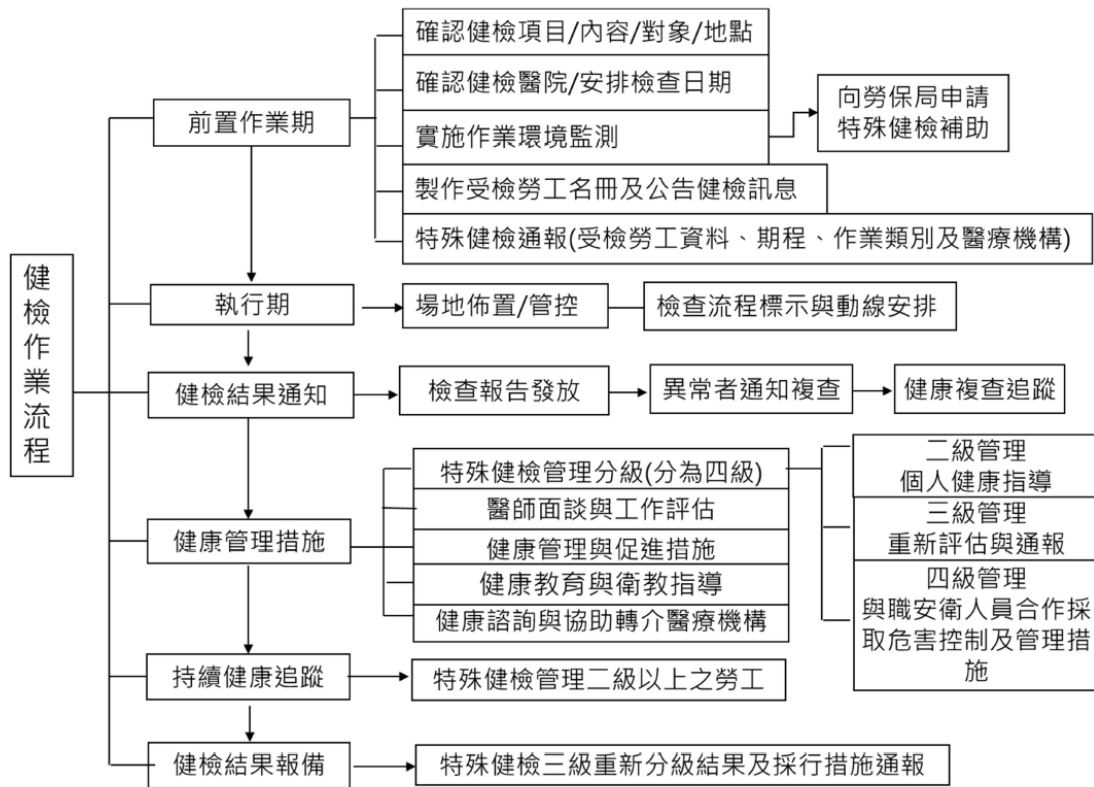 健檢作業流程
前置作業期
確認健檢項目/內容/對象/地點
確認健檢醫院/安排檢查日期
實施作業環境監測
製作受檢勞工名冊及公告健檢訊息
特殊健檢通報(受檢勞工資料、期程、作業類別及醫療機構)
向勞保局申請
特殊健檢補助
執行期
場地佈置/管控
檢查流程標示與動線安排
健檢結果通知
檢查報告發放
異常者通知複查
健康複查追蹤
健康管理措施
特殊健檢管理分級(分為四級)
醫師面談與工作評估
健康管理與促進措施
健康教育與衛教指導
健康諮詢與協助轉介醫療機構
二級管理
個人健康指導
三級管理
重新評估與通報
四級管理
與職安衛人員合作採
取危害控制及管理措
施
持續健康追蹤
特殊健檢管理二級以上之勞工
健檢結果報備
特殊健檢三級重新分級結果及採行措施通報